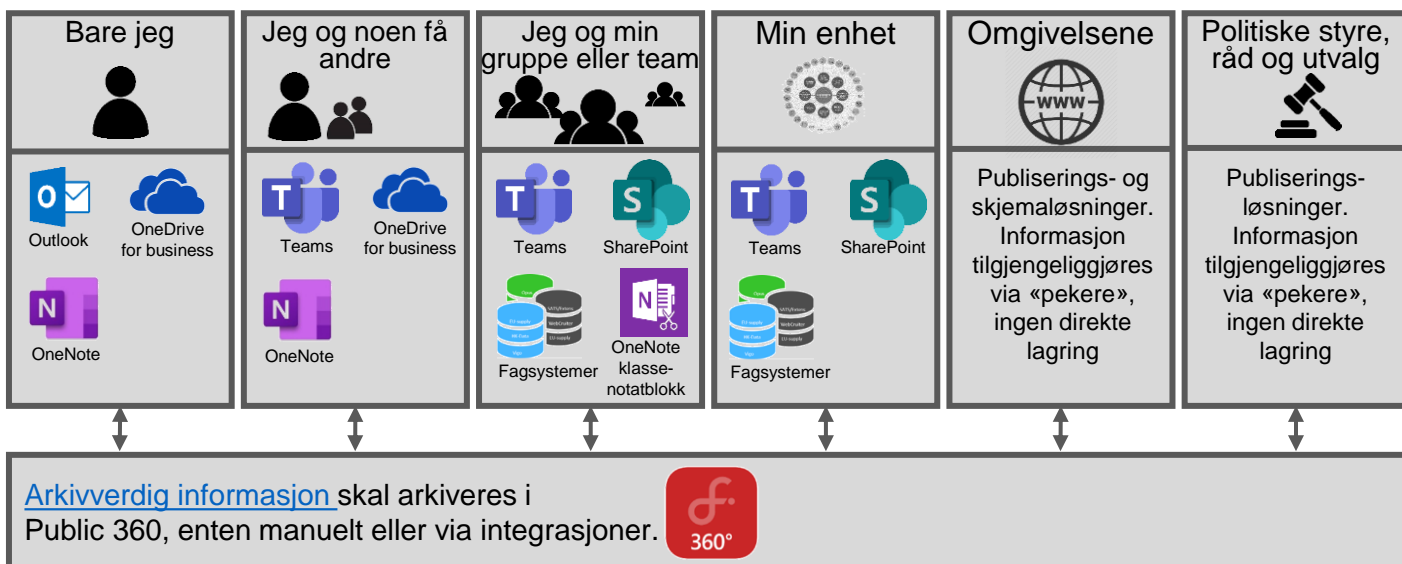 Bare jeg
Jeg og noen få
andre
Jeg og min
gruppe eller team
Min enhet
Omgivelsene
Politiske styre,
råd og utvalg
WWW
Outlook
OneDrive
for business
OneNote
Teams
OneDrive
for business
OneNote
Teams
SharePoint
Fagsystemer
OneNote
klasse-
notatblokk
Teams
SharePoint
Fagsystemer
Publiserings- og
skjemaløsninger.
Informasjon
tilgjengeliggjøres
via «pekere»,
ingen direkte
lagring
Publiserings-
løsninger.
Informasjon
tilgjengeliggjøres
via «pekere»,
ingen direkte
lagring
Arkivverdig informasjon skal arkiveres i
Public 360, enten manuelt eller via integrasjoner.
360°